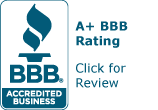 BBB
ACCREDITED
BUSINESS
A+ BBB
Rating
Click for
Review